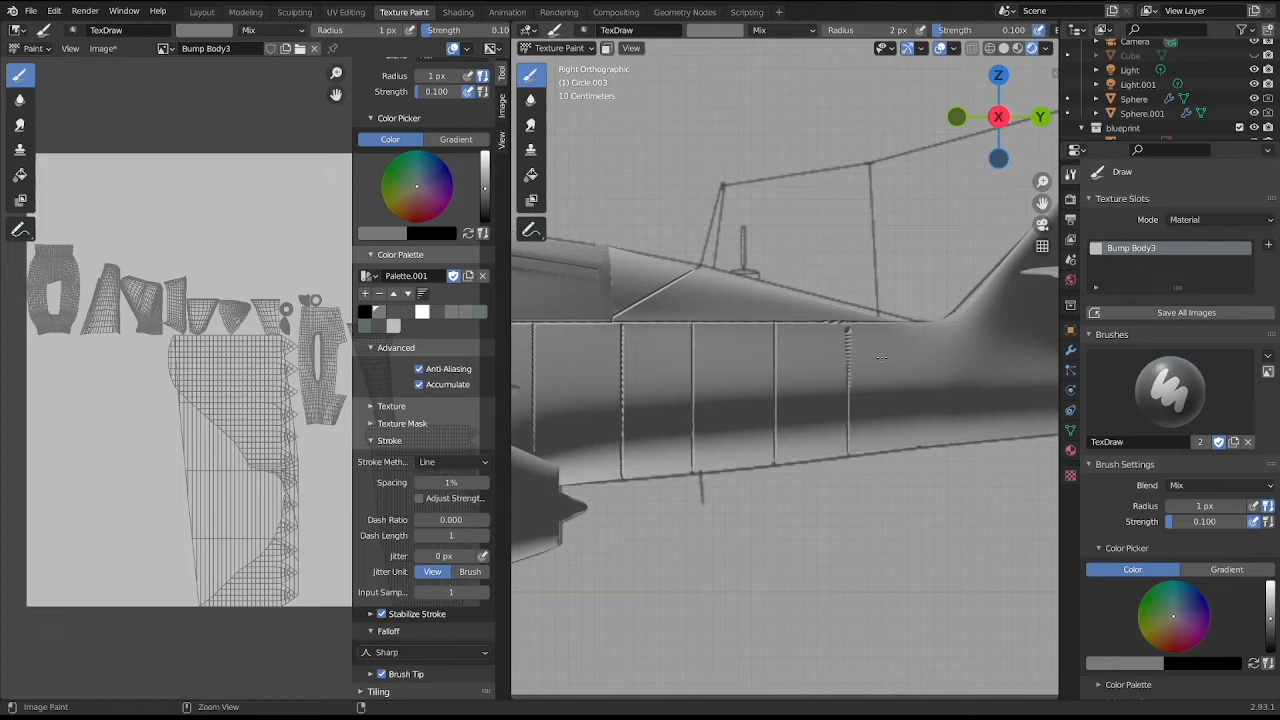 File Edit Render Window Help Layout Modeling Sculpting UV Editing Texture Paint Shading Animation Rendering Compositing Geometry Nodes Scripting Scene View Layer
TexDraw Mix Radius 1 px Strength 0.10 TexDraw Mix Radius 2 px Strength 0.100
Paint View Image* Bump Body3 Texture Paint View
Camera
Cube
Light
Light.001
Sphere
Sphere.001
blueprint
Radius 1 px
Strength 0.100
Color Picker
Color Gradient
Color Palette
Palette.001
Advanced
Anti-Aliasing
Accumulate
Texture
Texture Mask
Stroke
Stroke Meth... Line
Spacing 1%
Adjust Strengt...
Dash Ratio 0.000
Dash Length 1
Jitter 0 px
Jitter Unit View Brush
Input Samp... 1
Stabilize Stroke
Falloff
Sharp
Brush Tip
Tiling
Tool
Image
View
Right Orthographic
(1) Circle.003
10 Centimeters
Z
X
Y
Draw
Texture Slots
Mode Material
Bump Body3
Save All Images
Brushes
TexDraw 2
Brush Settings
Blend Mix
Radius 1 px
Strength 0.100
Color Picker
Color Gradient
Color Palette
Image Paint Zoom View 2.93.1